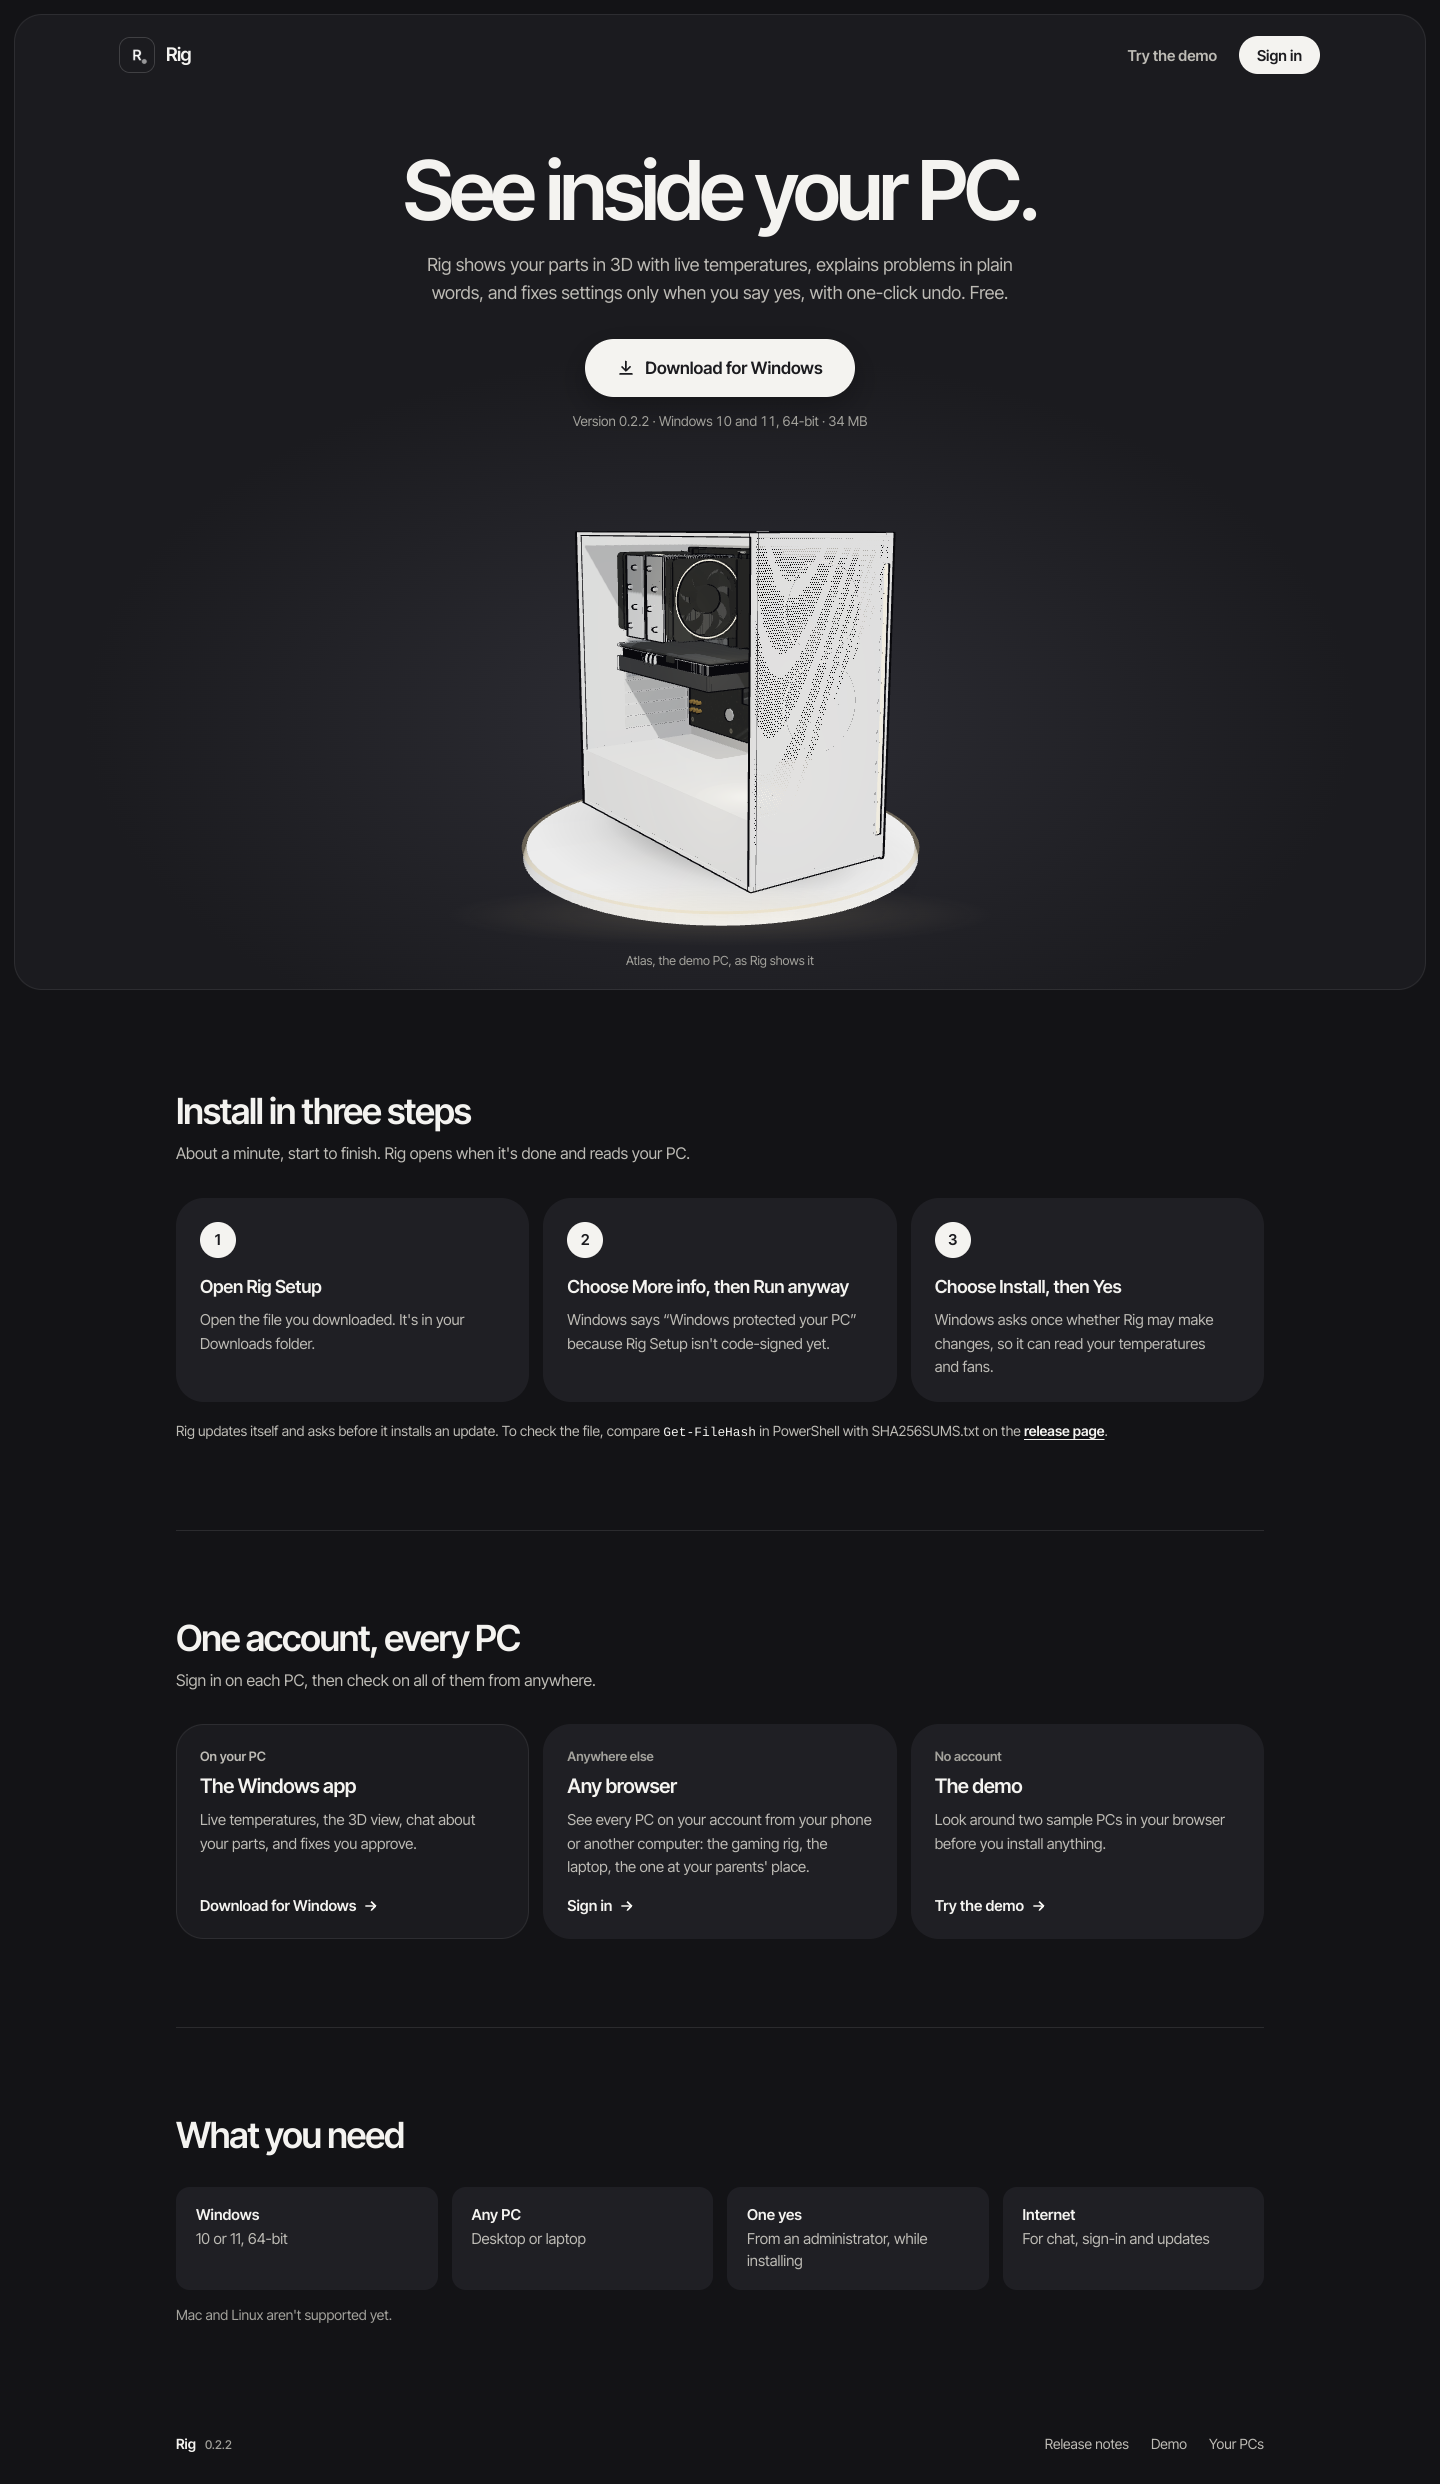 R.
Rig
Try the demo
Sign in
See inside your PC.
Rig shows your parts in 3D with live temperatures, explains problems in plain
words, and fixes settings only when you say yes, with one-click undo. Free.
Download for Windows
Version 0.2.2 · Windows 10 and 11, 64-bit · 34 MB
Atlas, the demo PC, as Rig shows it
Install in three steps
About a minute, start to finish. Rig opens when it's done and reads your PC.
1
Open Rig Setup
Open the file you downloaded. It's in your
Downloads folder.
2
Choose More info, then Run anyway
Windows says “Windows protected your PC”
because Rig Setup isn't code-signed yet.
3
Choose Install, then Yes
Windows asks once whether Rig may make
changes, so it can read your temperatures
and fans.
Rig updates itself and asks before it installs an update. To check the file, compare Get-FileHash in PowerShell with SHA256SUMS.txt on the release page.
One account, every PC
Sign in on each PC, then check on all of them from anywhere.
On your PC
The Windows app
Live temperatures, the 3D view, chat about
your parts, and fixes you approve.
Download for Windows →
Anywhere else
Any browser
See every PC on your account from your phone
or another computer: the gaming rig, the
laptop, the one at your parents' place.
Sign in →
No account
The demo
Look around two sample PCs in your browser
before you install anything.
Try the demo →
What you need
Windows
10 or 11, 64-bit
Any PC
Desktop or laptop
One yes
From an administrator, while
installing
Internet
For chat, sign-in and updates
Mac and Linux aren't supported yet.
Rig 0.2.2
Release notes
Demo
Your PCs